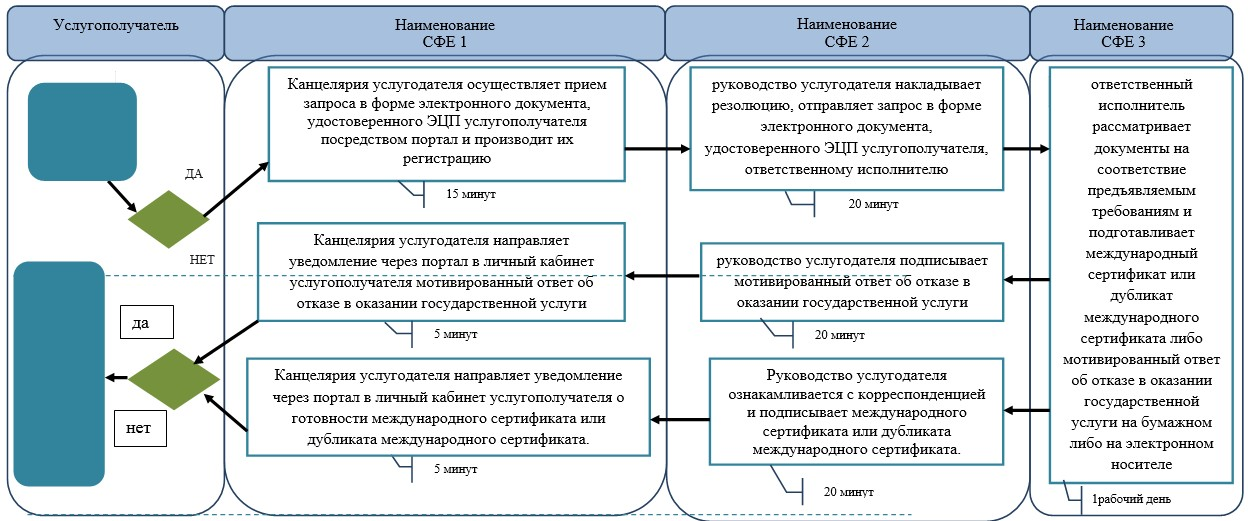 Услугополучатель
Наименование
СФЕ 1
Наименование
СФЕ 2
Наименование
СФЕ 3
ДА
НЕТ
да
нет
Канцелярия услугодателя осуществляет прием
запроса в форме электронного документа,
удостоверенного ЭЦП услугополучателя
посредством портал и производит их
регистрацию
15 минут
руководство услугодателя накладывает
резолюцию, отправляет запрос в форме
электронного документа,
удостоверенного ЭЦП услугополучателя,
ответственному исполнителю
20 минут
ответственный
исполнитель
рассматривает
документы на
соответствие
предъявляемым
требованиям и
подготавливает
международный
сертификат или
дубликат
международного
сертификата либо
мотивированный ответ
об отказе в оказании
государственной
услуги на бумажном
либо на электронном
носителе
1рабочий день
Канцелярия услугодателя направляет
уведомление через портал в личный кабинет
услугополучателя мотивированный ответ об
отказе в оказании государственной услуги
5 минут
руководство услугодателя подписывает
мотивированный ответ об отказе в
оказании государственной услуги
20 минут
Канцелярия услугодателя направляет уведомление
через портал в личный кабинет услугополучателя о
готовности международного сертификата или
дубликата международного сертификата.
5 минут
Руководство услугодателя
ознакамливается с корреспонденцией
и подписывает международного
сертификата или дубликата
международного сертификата.
20 минут